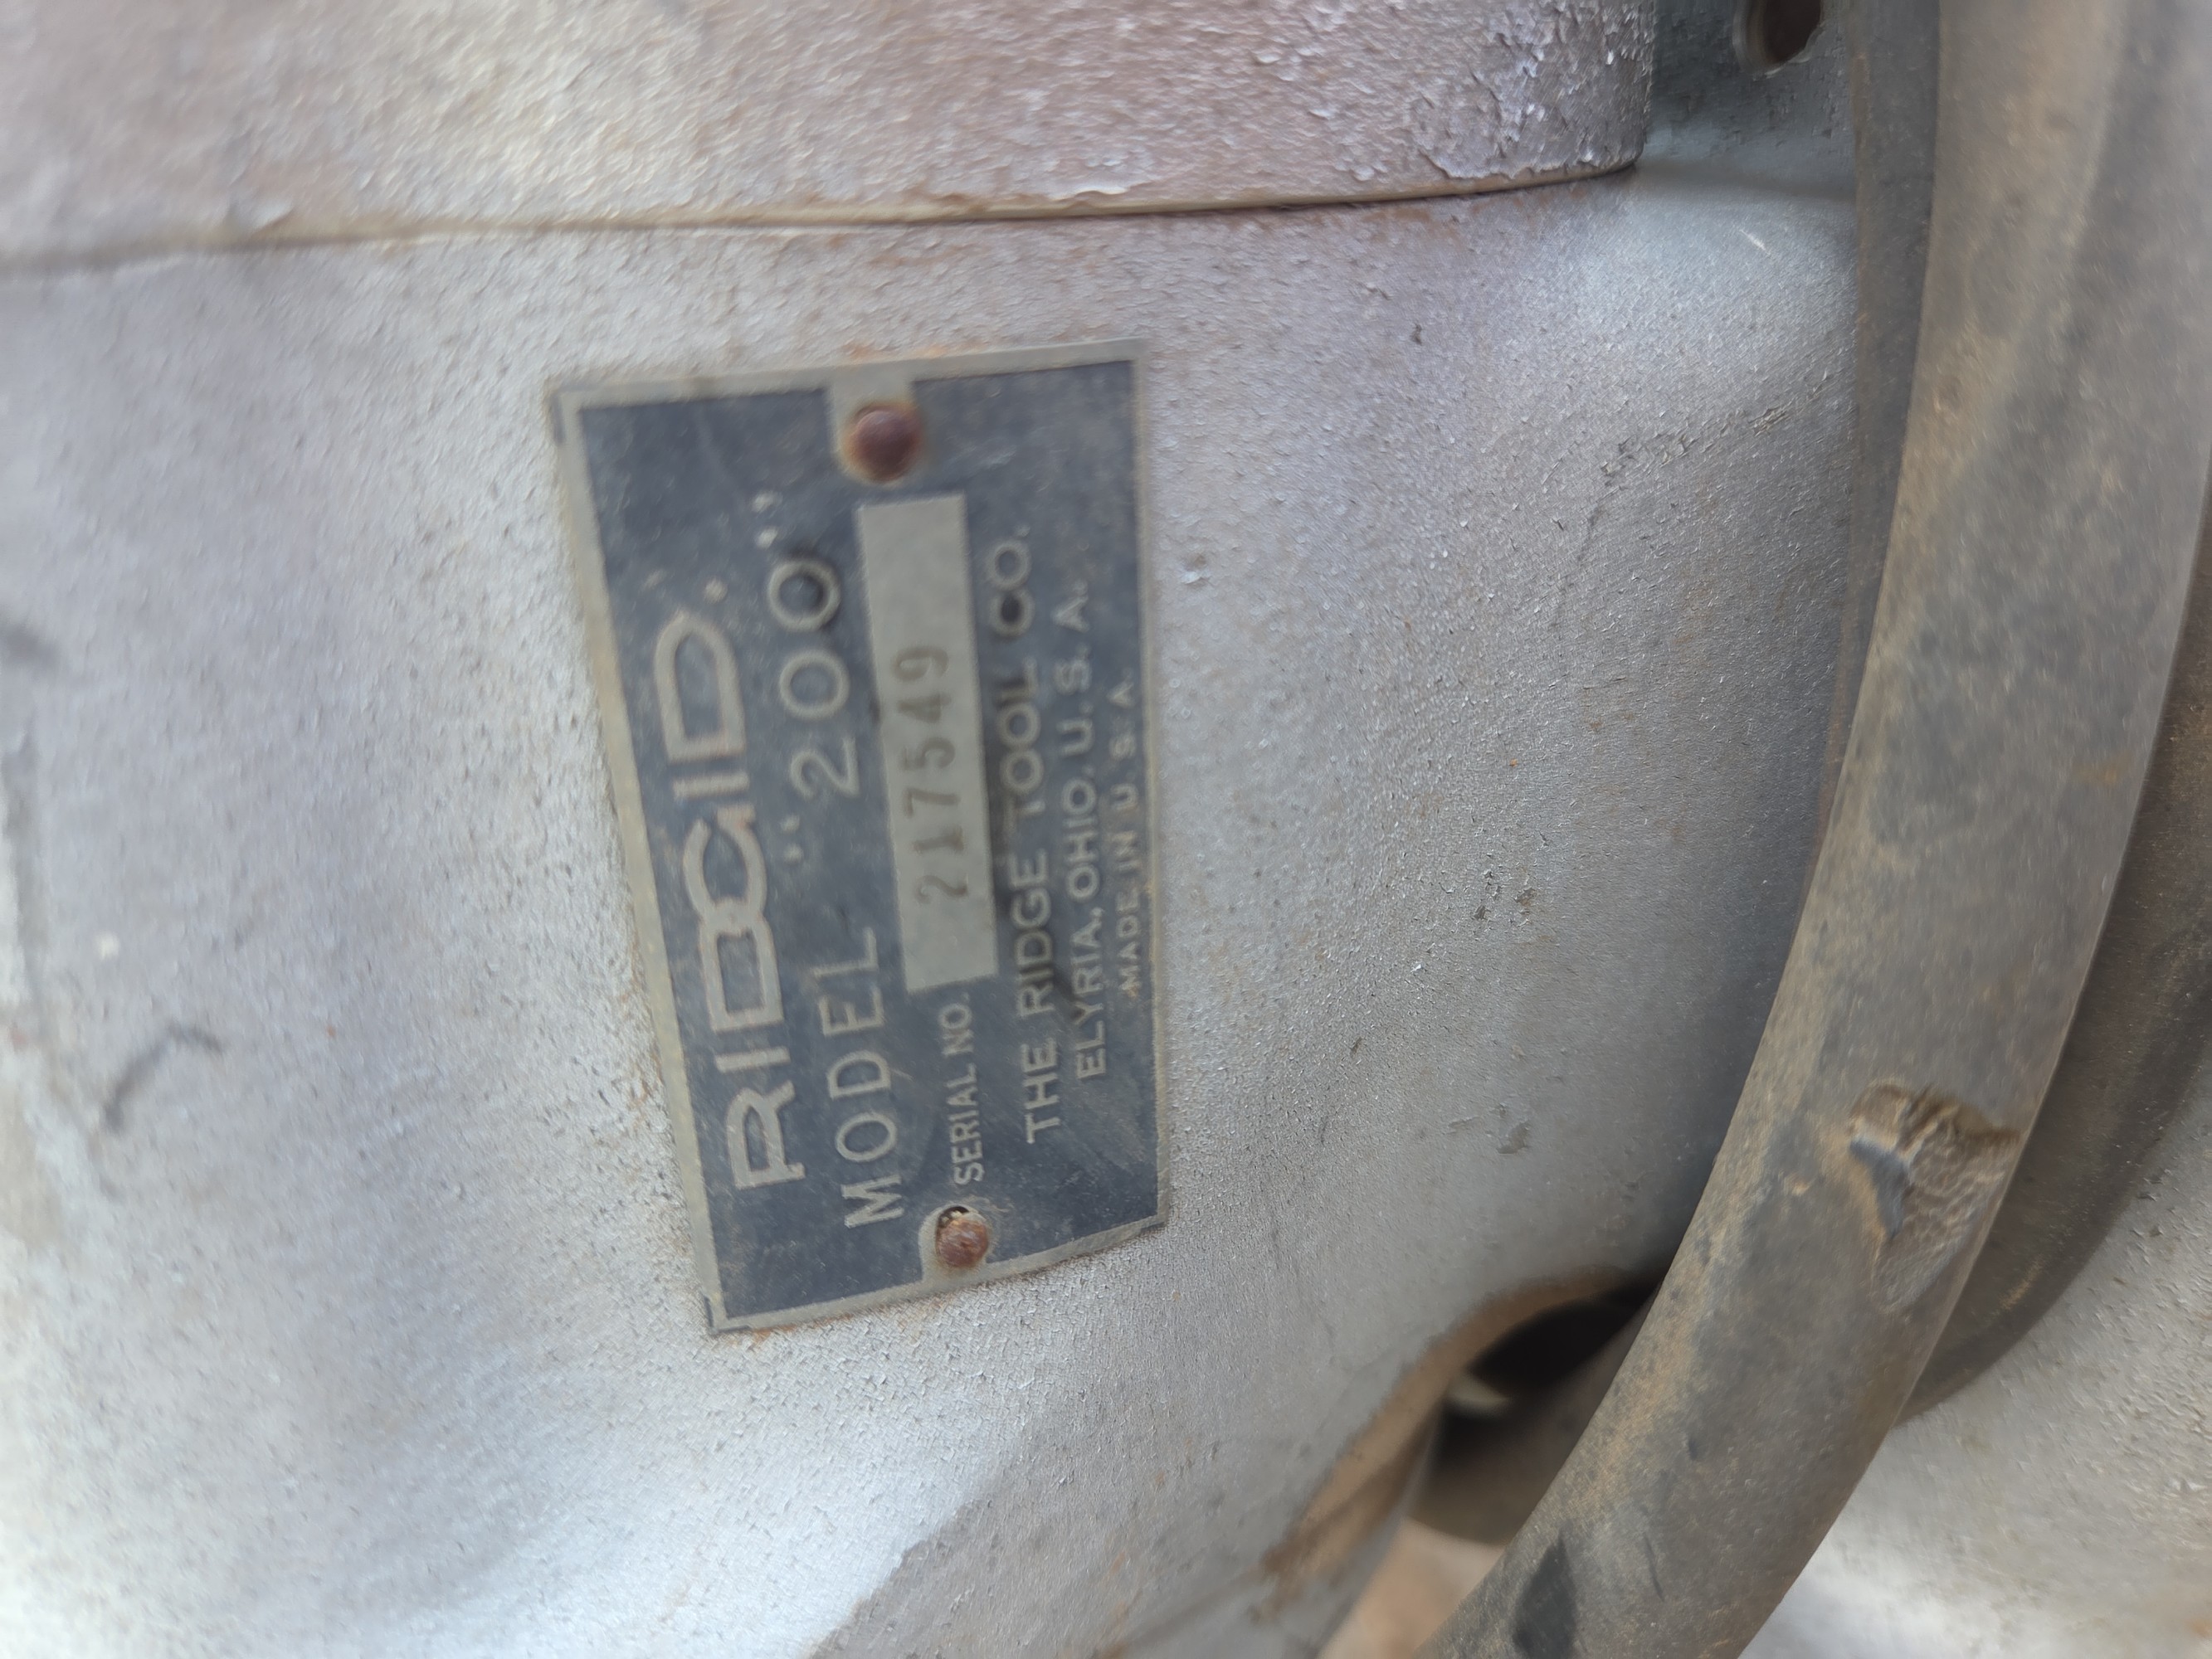 RIDGID.
MODEL "200"
SERIAL NO. 217549
THE RIDGE TOOL CO.
ELYRIA, OHIO. U.S.A.
MADE IN U.S.A.